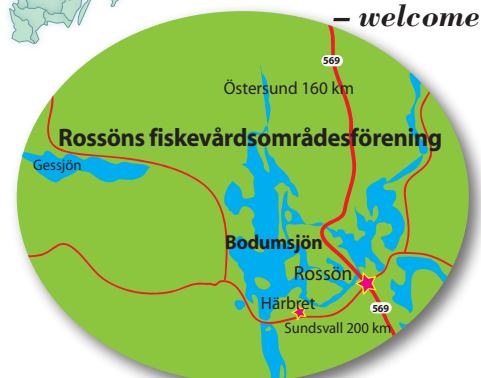 – welcome
569
Östersund 160 km
Rossöns fiskevårdsområdesförening
Gessjön
Bodumsjön
Rossön
Härbret
569
Sundsvall 200 km